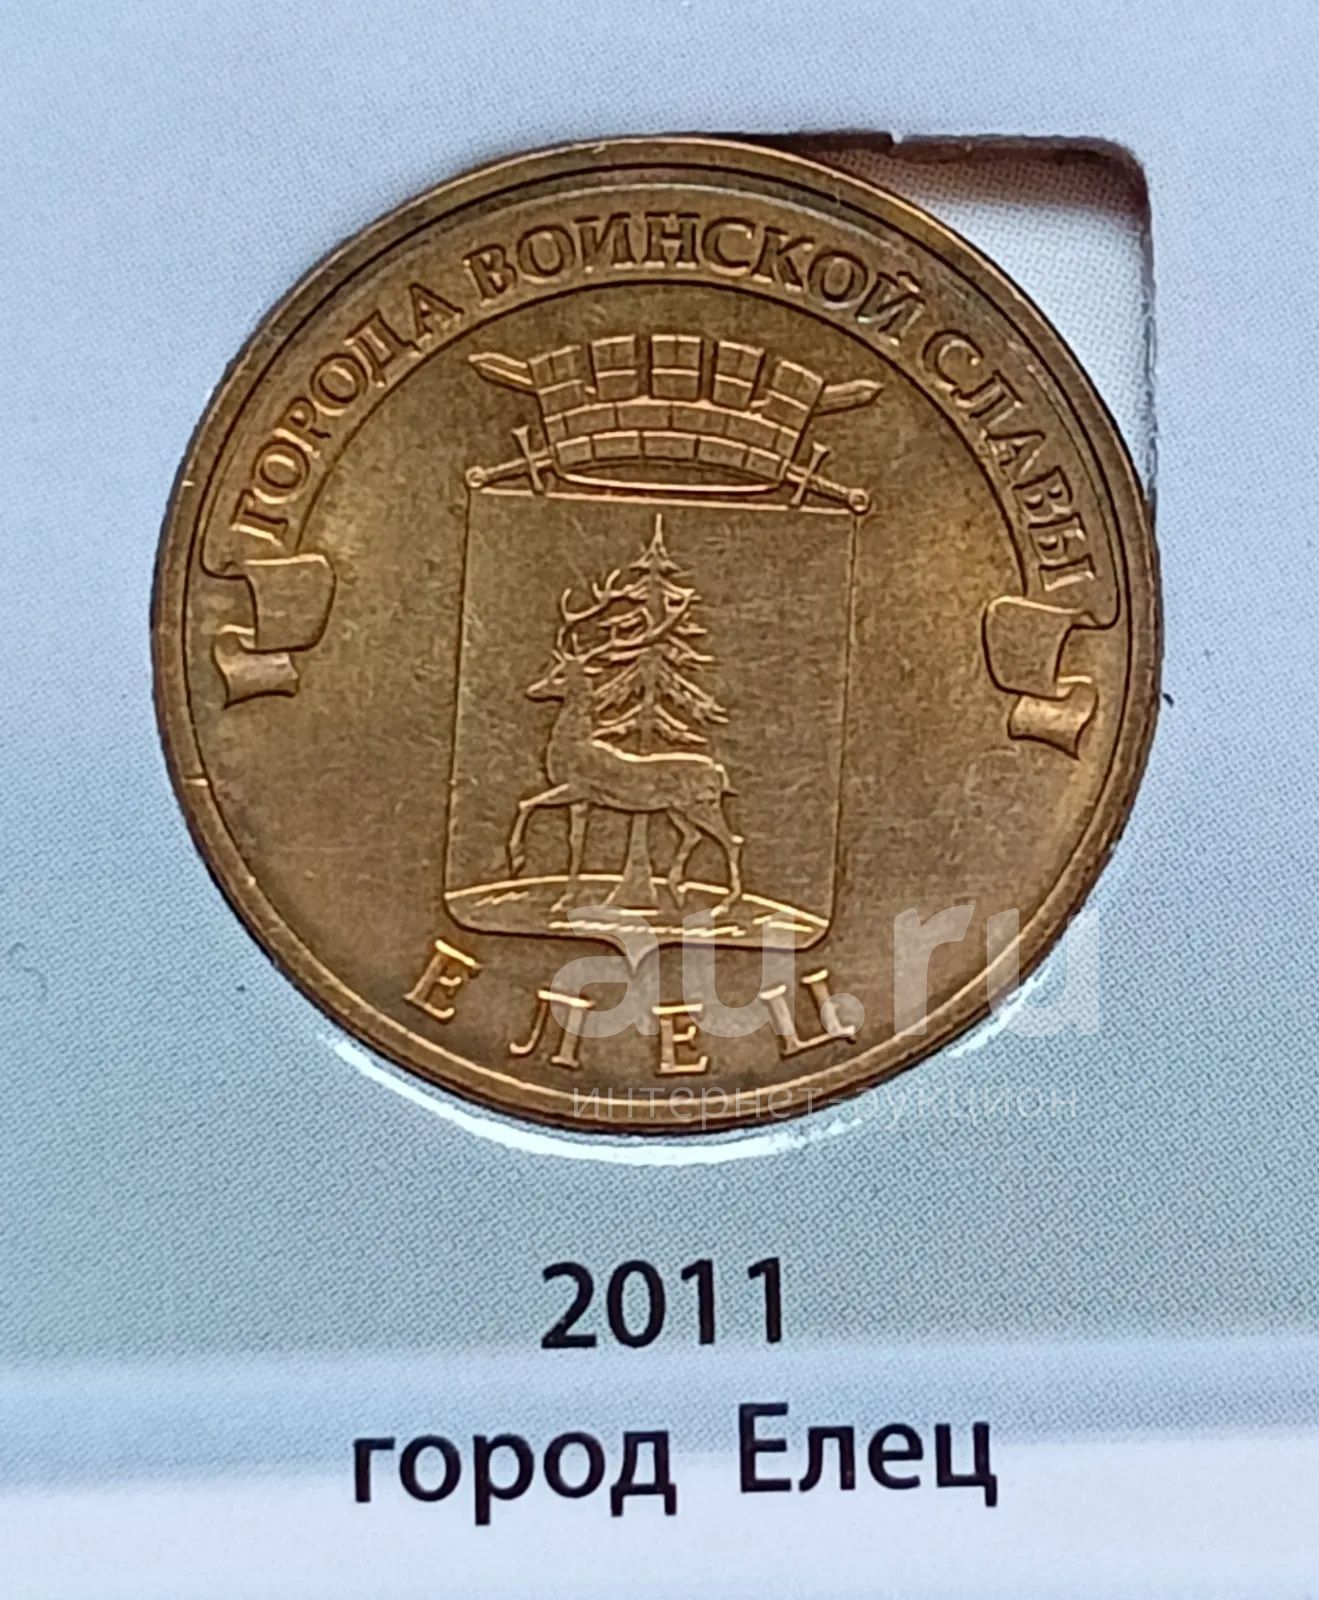 ГОРОДА ВОИНСКОЙ СЛАВЫ
ЕЛЕЦ
au.ru
интернет-аукцион
2011
город Елец